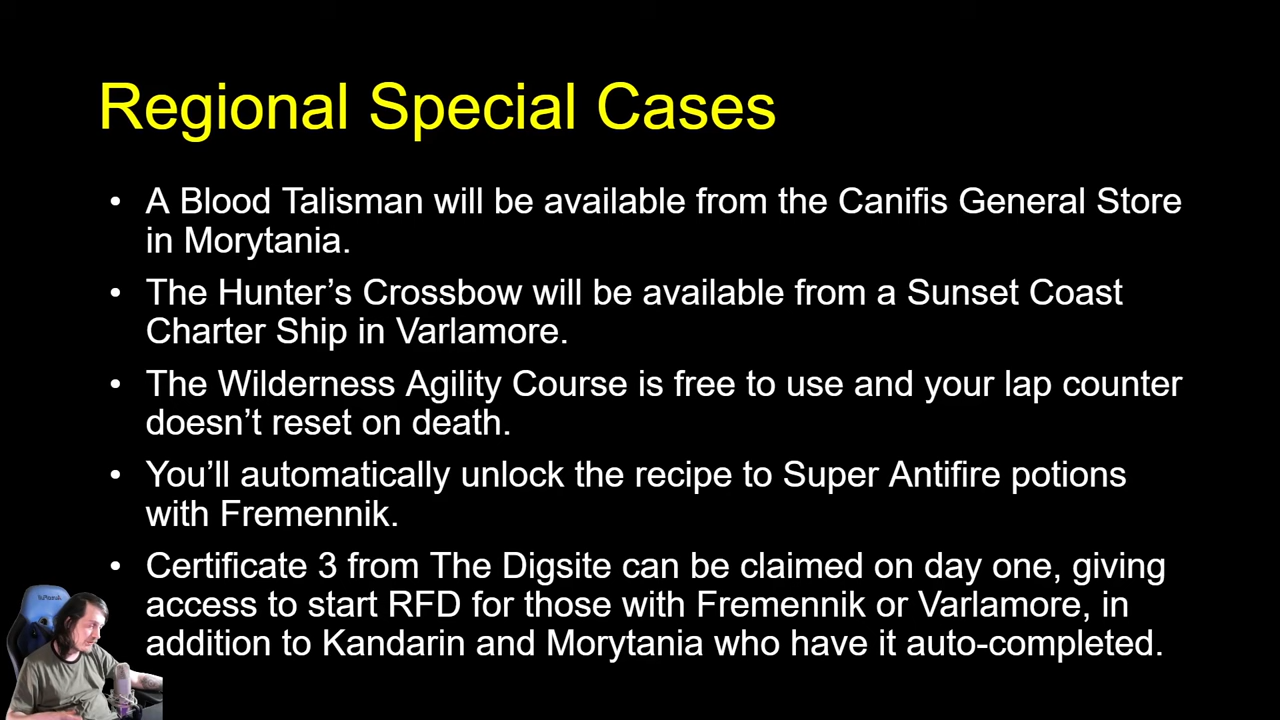 Regional Special Cases
• A Blood Talisman will be available from the Canifis General Store
in Morytania.
• The Hunter’s Crossbow will be available from a Sunset Coast
Charter Ship in Varlamore.
• The Wilderness Agility Course is free to use and your lap counter
doesn’t reset on death.
• You’ll automatically unlock the recipe to Super Antifire potions
with Fremennik.
• Certificate 3 from The Digsite can be claimed on day one, giving
access to start RFD for those with Fremennik or Varlamore, in
addition to Kandarin and Morytania who have it auto-completed.